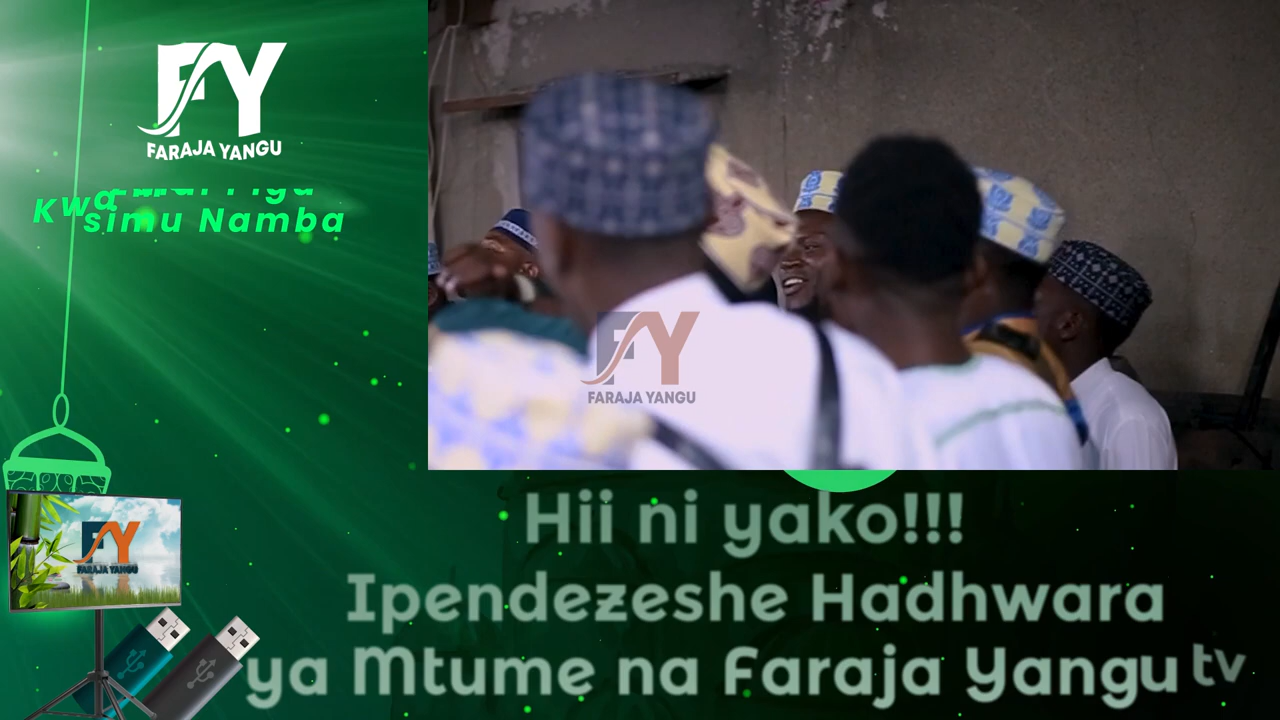 FY
FARAJA YANGU
Kwa
simu Namba
FY
FARAJA YANGU
FY
FARAJA YANGU
Hii ni yako!!!
Ipendezeshe Hadhwara
ya Mtume na Faraja Yangu tv